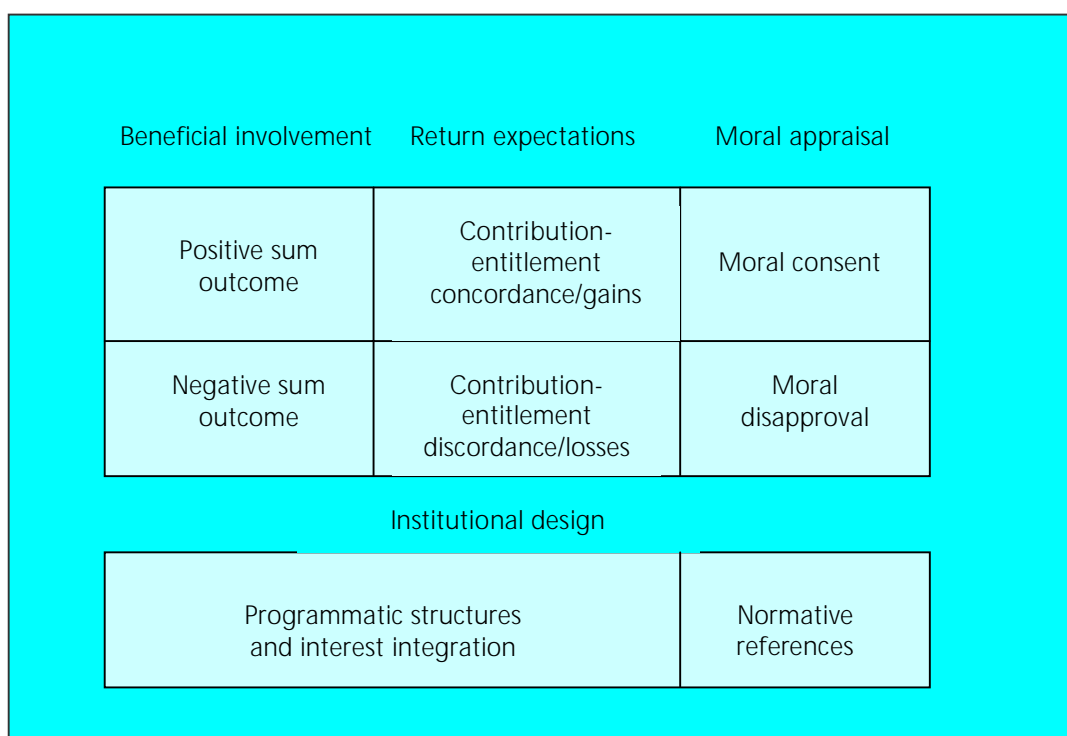 Beneficial involvement
Return expectations
Moral appraisal
Positive sum
outcome
Contribution-
entitlement
concordance/gains
Moral consent
Negative sum
outcome
Contribution-
entitlement
discordance/losses
Moral
disapproval
Institutional design
Programmatic structures
and interest integration
Normative
references